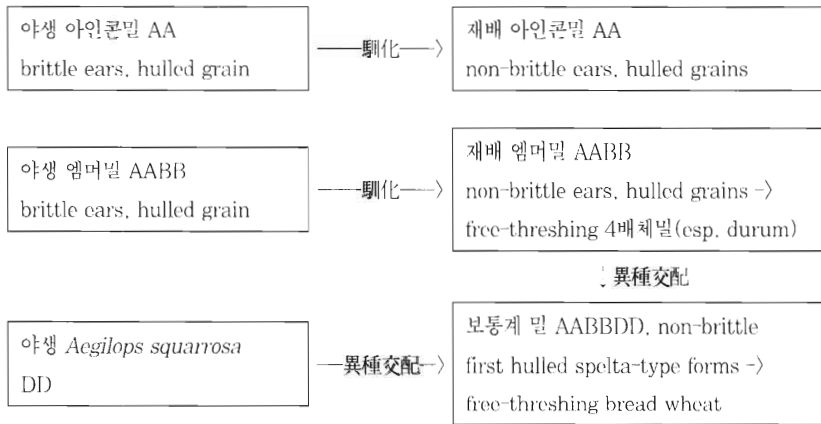 야생 아인콘밀 AA
brittle ears, hulled grain
馴化
재배 아인콘밀 AA
non-brittle ears, hulled grains
야생 엠머밀 AABB
brittle ears, hulled grain
馴化
재배 엠머밀 AABB
non-brittle ears, hulled grains ->
free-threshing 4배체밀(esp. durum)
異種交配
야생 Aegilops squarrosa
DD
異種交配
보통계 밀 AABBDD, non-brittle
first hulled spelta-type forms ->
free-threshing bread wheat